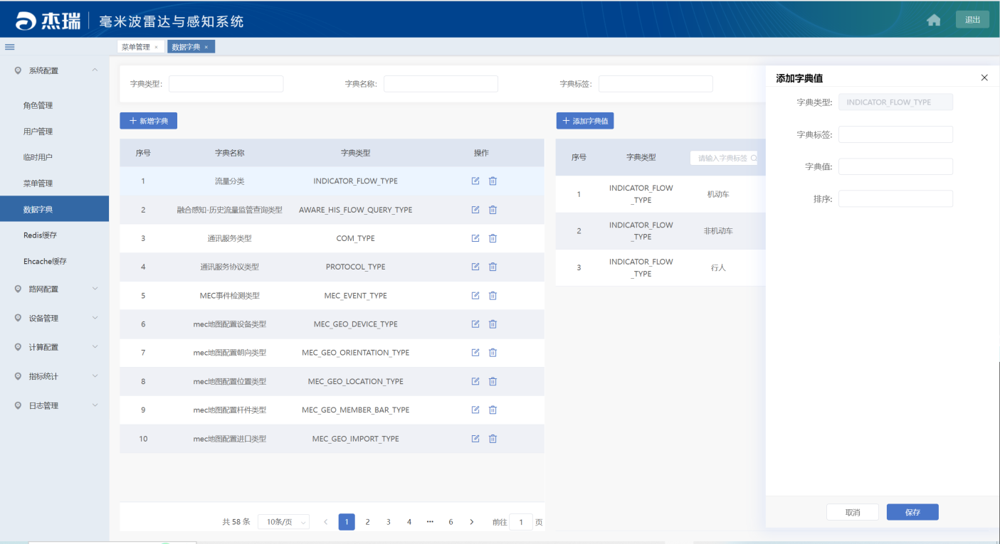 杰瑞 毫米波雷达与感知系统
退出
菜单管理 ×
数据字典 ×
系统配置
角色管理
用户管理
临时用户
菜单管理
数据字典
Redis缓存
Ehcache缓存
路网配置
设备管理
计算配置
指标统计
日志管理
字典类型:
字典名称:
字典标签:
+ 新增字典
序号 字典名称 字典类型 操作
1 流量分类 INDICATOR_FLOW_TYPE
2 融合感知-历史流量监管查询类型 AWARE_HIS_FLOW_QUERY_TYPE
3 通讯服务类型 COM_TYPE
4 通讯服务协议类型 PROTOCOL_TYPE
5 MEC事件检测类型 MEC_EVENT_TYPE
6 mec地图配置设备类型 MEC_GEO_DEVICE_TYPE
7 mec地图配置朝向类型 MEC_GEO_ORIENTATION_TYPE
8 mec地图配置位置类型 MEC_GEO_LOCATION_TYPE
9 mec地图配置杆件类型 MEC_GEO_MEMBER_BAR_TYPE
10 mec地图配置进口类型 MEC_GEO_IMPORT_TYPE
共 58 条 10条/页 < 1 2 3 4 ••• 6 > 前往 1 页
+ 添加字典值
序号 字典类型 请输入字典标签
1 INDICATOR_FLOW 机动车
_TYPE
2 INDICATOR_FLOW 非机动车
_TYPE
3 INDICATOR_FLOW 行人
_TYPE
添加字典值 ×
字典类型: INDICATOR_FLOW_TYPE
字典标签:
字典值:
排序:
取消 保存